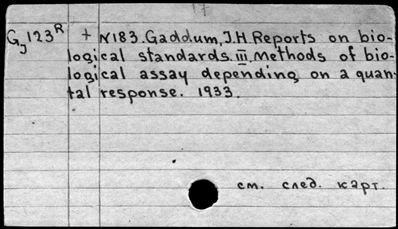 17
G, 123ᴿ + N183. Gaddum, J.H. Reports on bio-
logical standards. III. Methods of bio-
logical assay depending on a quan-
tal response. 1933.
см. след. карт.